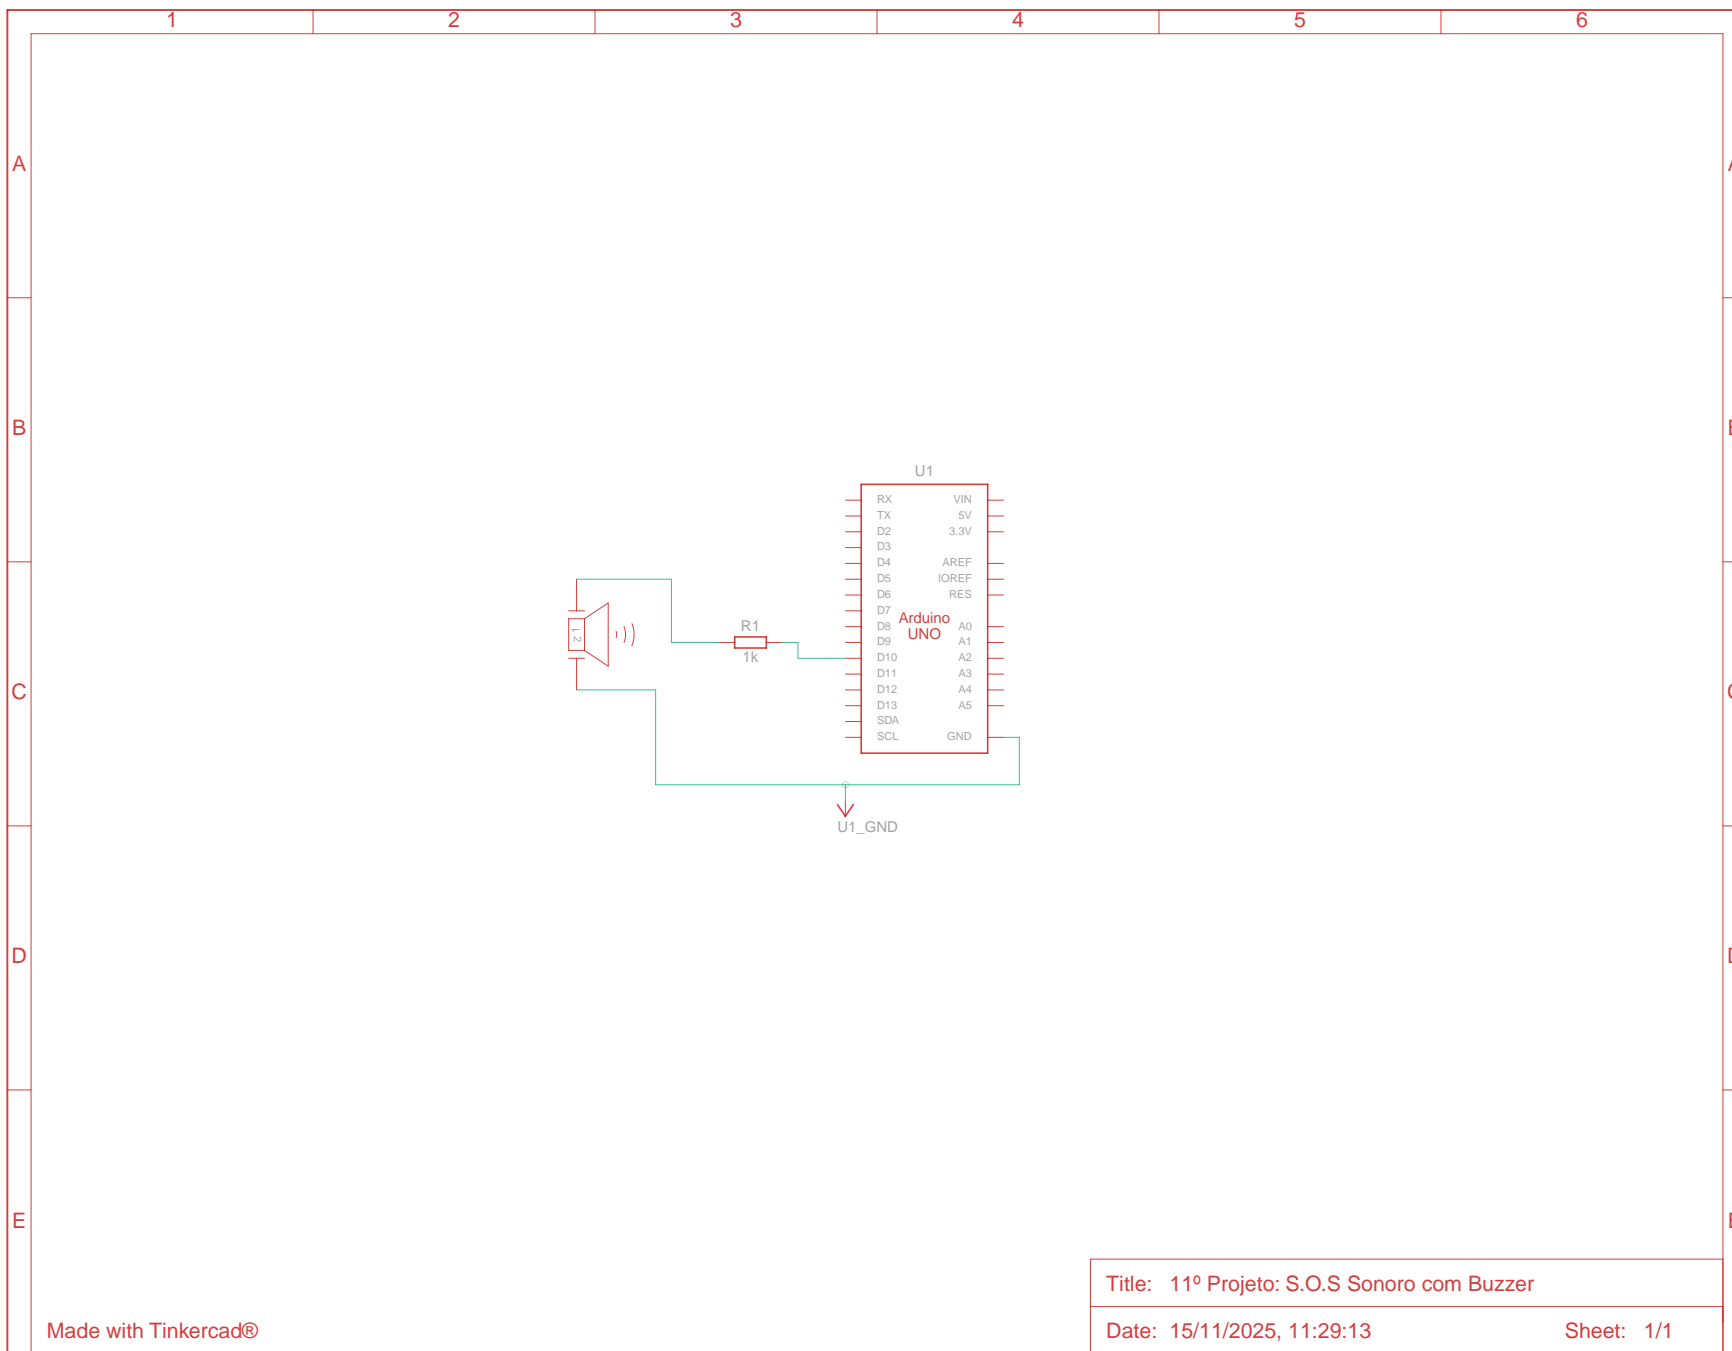 1 2 3 4 5 6
A
B
C
D
E
U1
RX VIN
TX 5V
D2 3.3V
D3
D4 AREF
D5 IOREF
D6 RES
D7
Arduino
UNO
D8 A0
D9 A1
D10 A2
D11 A3
D12 A4
D13 A5
SDA
SCL GND
R1
1k
1 2
U1_GND
Title: 11º Projeto: S.O.S Sonoro com Buzzer
Made with Tinkercad®
Date: 15/11/2025, 11:29:13 Sheet: 1/1